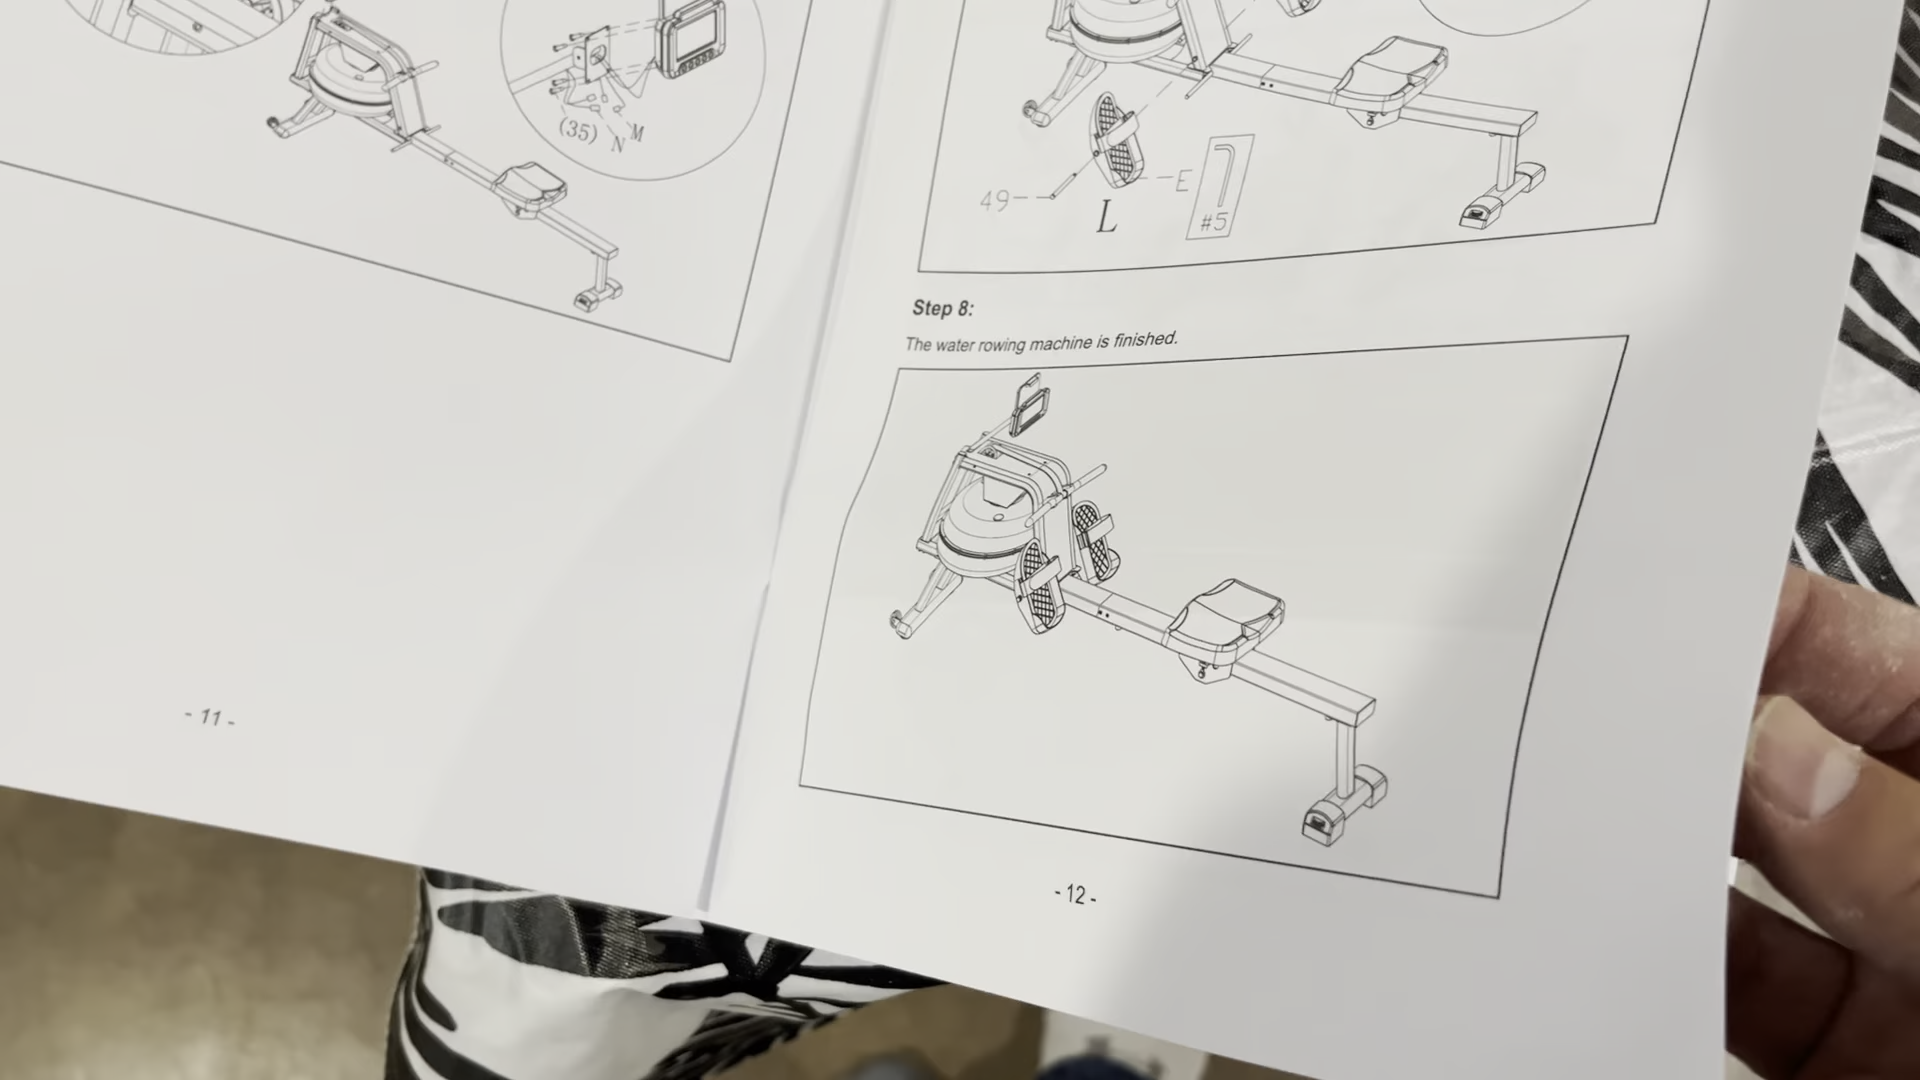 (35)
N
M
- 11 -
49
L
E
#5
Step 8:
The water rowing machine is finished.
- 12 -